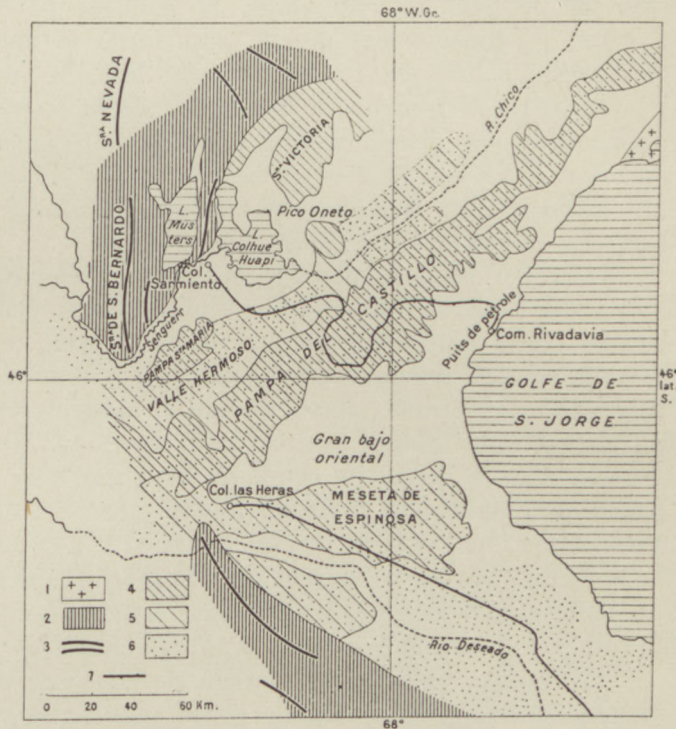 68° W. Gr.
Sʳᴬ NEVADA
Sᵃ VICTORIA
R. Chico
Pico Oneto
L.
Musters
L.
Colhue
Huapi
Sᴿᴬ DE S. BERNARDO
Col.
Sarmiento
Senguerr
PAMPA Sᵗᵃ MARIA
VALLE HERMOSO
PAMPA DEL CASTILLO
Puits de pétrole
Com. Rivadavia
46°
46°
lat.
S.
GOLFE DE
S. JORGE
Gran bajo
oriental
Col. las Heras
MESETA DE
ESPINOSA
Rio Deseado
1
4
2
5
3
6
7
0 20 40 60 Km.
68°